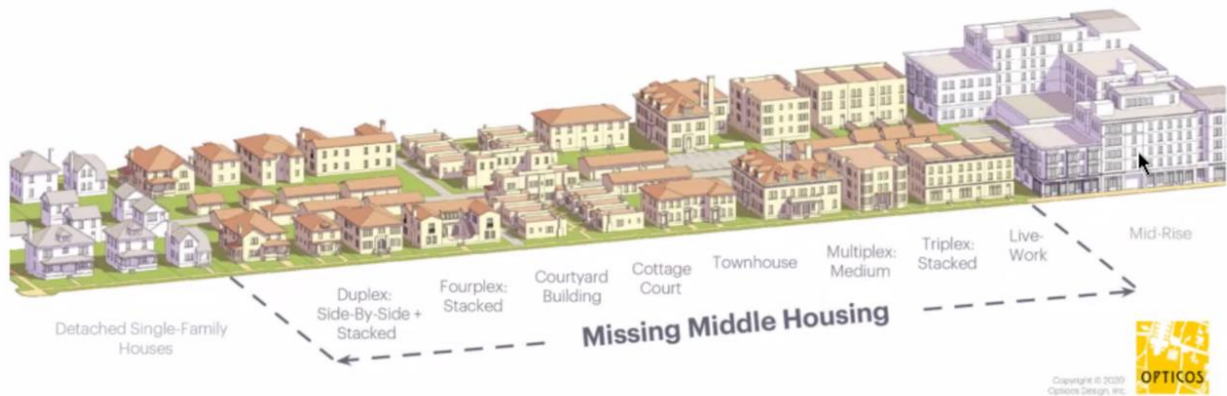 Detached Single-Family
Houses
Duplex:
Side-By-Side +
Stacked
Fourplex:
Stacked
Courtyard
Building
Cottage
Court
Townhouse
Multiplex:
Medium
Triplex:
Stacked
Live-
Work
Mid-Rise
Missing Middle Housing
OPTICOS
Copyright © 2020
Opticos Design, Inc.